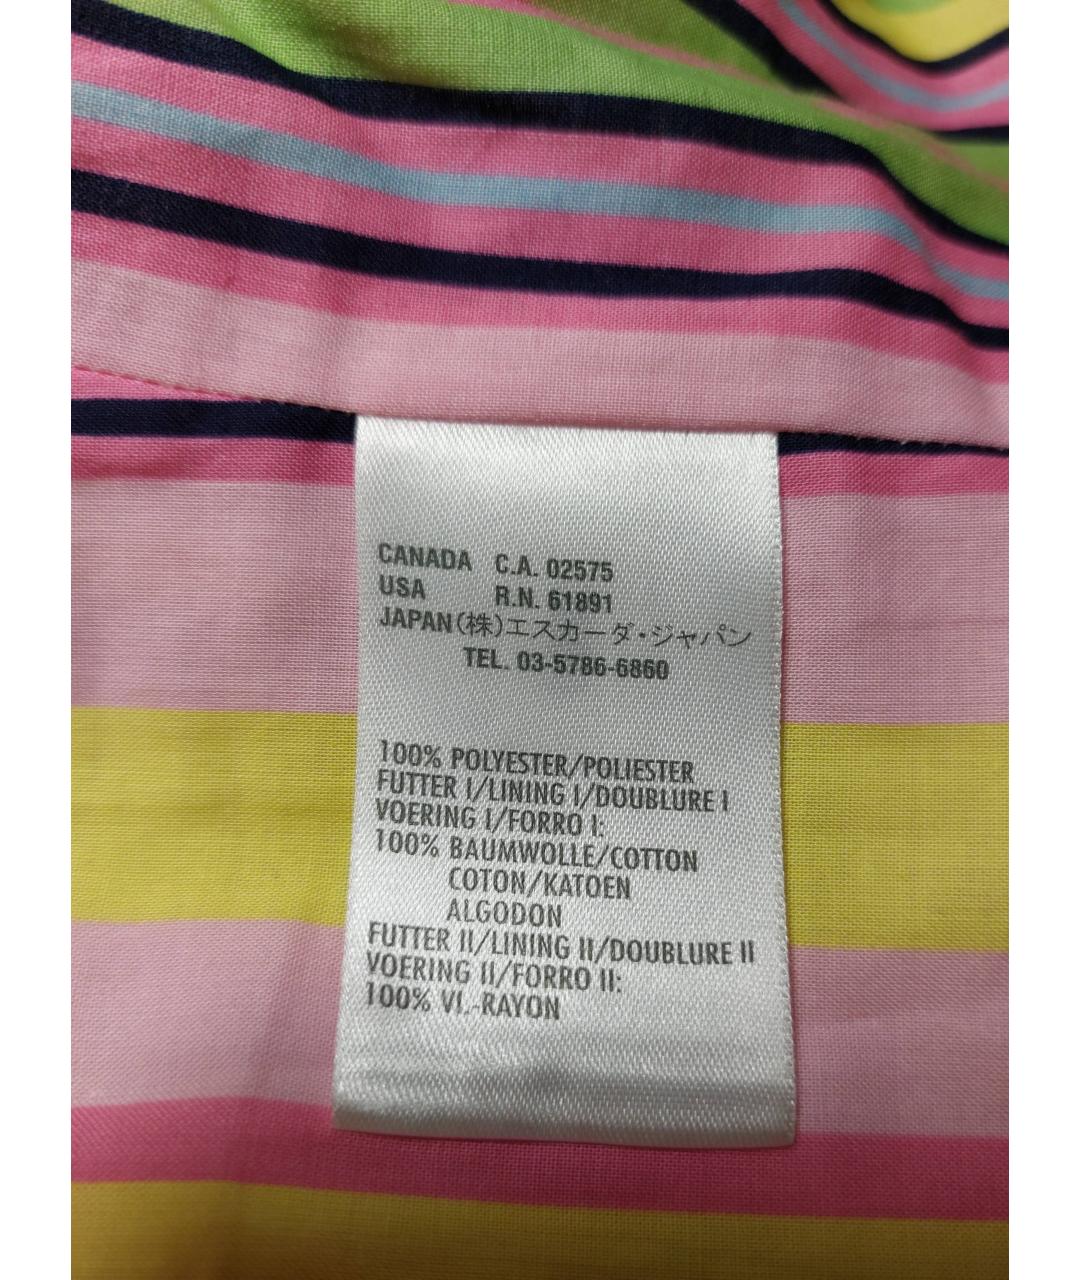 CANADA C.A. 02575
USA R.N. 61891
JAPAN(株)エスカーダ・ジャパン
TEL. 03-5786-6860
100% POLYESTER/POLIESTER
FUTTER I/LINING I/DOUBLURE I
VOERING I/FORRO I:
100% BAUMWOLLE/COTTON
COTON/KATOEN
ALGODON
FUTTER II/LINING II/DOUBLURE II
VOERING II/FORRO II:
100% VI.-RAYON